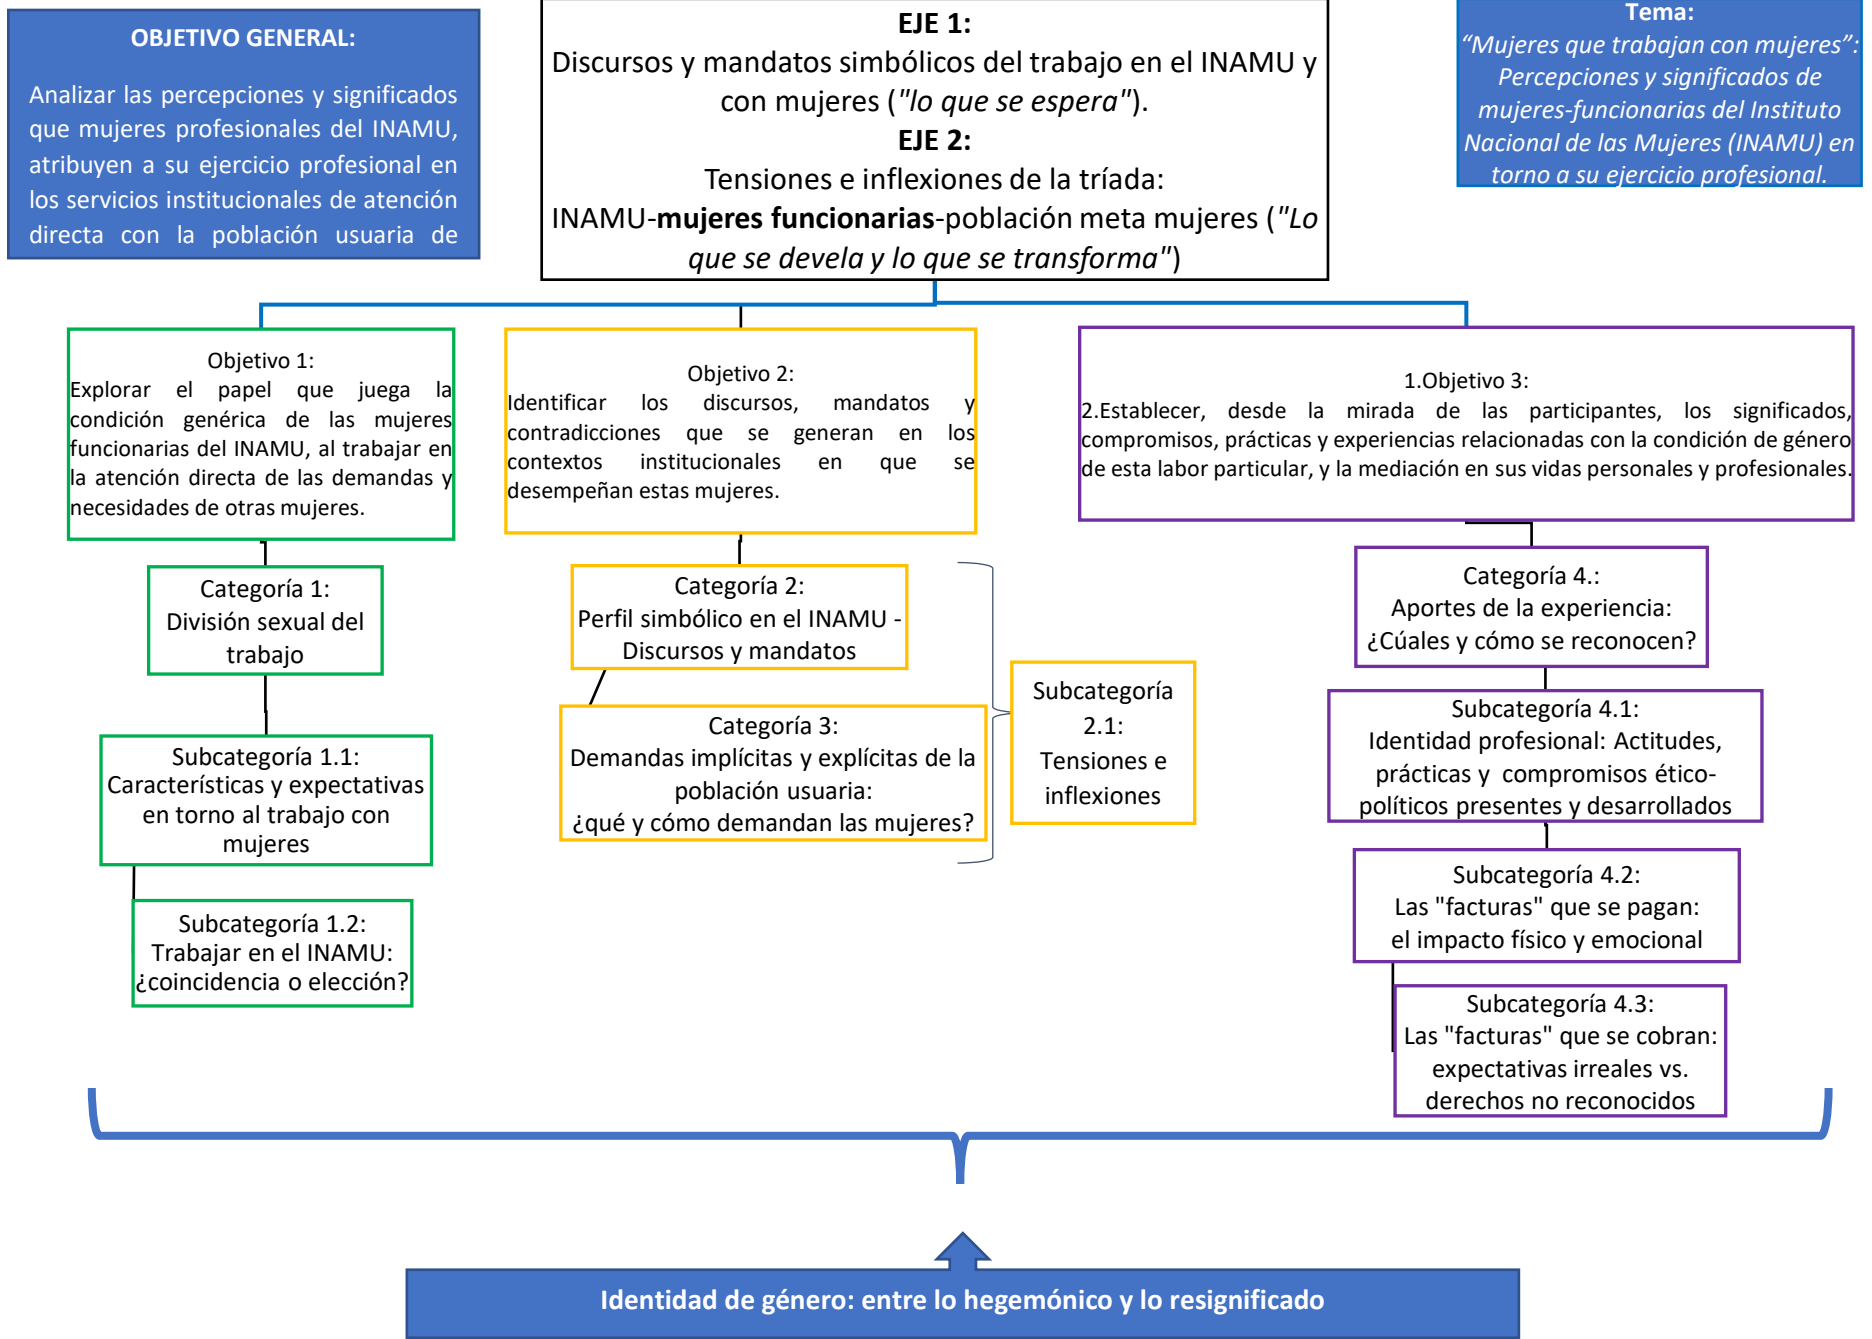 OBJETIVO GENERAL:
Analizar las percepciones y significados
que mujeres profesionales del INAMU,
atribuyen a su ejercicio profesional en
los servicios institucionales de atención
directa con la población usuaria de
EJE 1:
Discursos y mandatos simbólicos del trabajo en el INAMU y
con mujeres ("lo que se espera").
EJE 2:
Tensiones e inflexiones de la tríada:
INAMU-mujeres funcionarias-población meta mujeres ("Lo
que se devela y lo que se transforma")
Tema:
“Mujeres que trabajan con mujeres”:
Percepciones y significados de
mujeres-funcionarias del Instituto
Nacional de las Mujeres (INAMU) en
torno a su ejercicio profesional.
Objetivo 1:
Explorar el papel que juega la
condición genérica de las mujeres
funcionarias del INAMU, al trabajar en
la atención directa de las demandas y
necesidades de otras mujeres.
Categoría 1:
División sexual del
trabajo
Subcategoría 1.1:
Características y expectativas
en torno al trabajo con
mujeres
Subcategoría 1.2:
Trabajar en el INAMU:
¿coincidencia o elección?
Objetivo 2:
Identificar los discursos, mandatos y
contradicciones que se generan en los
contextos institucionales en que se
desempeñan estas mujeres.
Categoría 2:
Perfil simbólico en el INAMU -
Discursos y mandatos
Categoría 3:
Demandas implícitas y explícitas de la
población usuaria:
¿qué y cómo demandan las mujeres?
Subcategoría
2.1:
Tensiones e
inflexiones
1.Objetivo 3:
2.Establecer, desde la mirada de las participantes, los significados,
compromisos, prácticas y experiencias relacionadas con la condición de género
de esta labor particular, y la mediación en sus vidas personales y profesionales.
Categoría 4.:
Aportes de la experiencia:
¿Cúales y cómo se reconocen?
Subcategoría 4.1:
Identidad profesional: Actitudes,
prácticas y compromisos ético-
políticos presentes y desarrollados
Subcategoría 4.2:
Las "facturas" que se pagan:
el impacto físico y emocional
Subcategoría 4.3:
Las "facturas" que se cobran:
expectativas irreales vs.
derechos no reconocidos
Identidad de género: entre lo hegemónico y lo resignificado